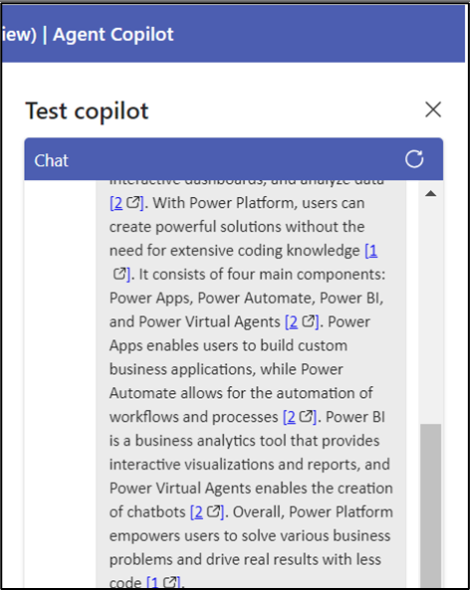 iew) | Agent Copilot
Test copilot
Chat
interactive dashboards, and analyze data
[2]. With Power Platform, users can
create powerful solutions without the
need for extensive coding knowledge [1
]. It consists of four main components:
Power Apps, Power Automate, Power BI,
and Power Virtual Agents [2]. Power
Apps enables users to build custom
business applications, while Power
Automate allows for the automation of
workflows and processes [2]. Power BI
is a business analytics tool that provides
interactive visualizations and reports, and
Power Virtual Agents enables the creation
of chatbots [2]. Overall, Power Platform
empowers users to solve various business
problems and drive real results with less
code [1].